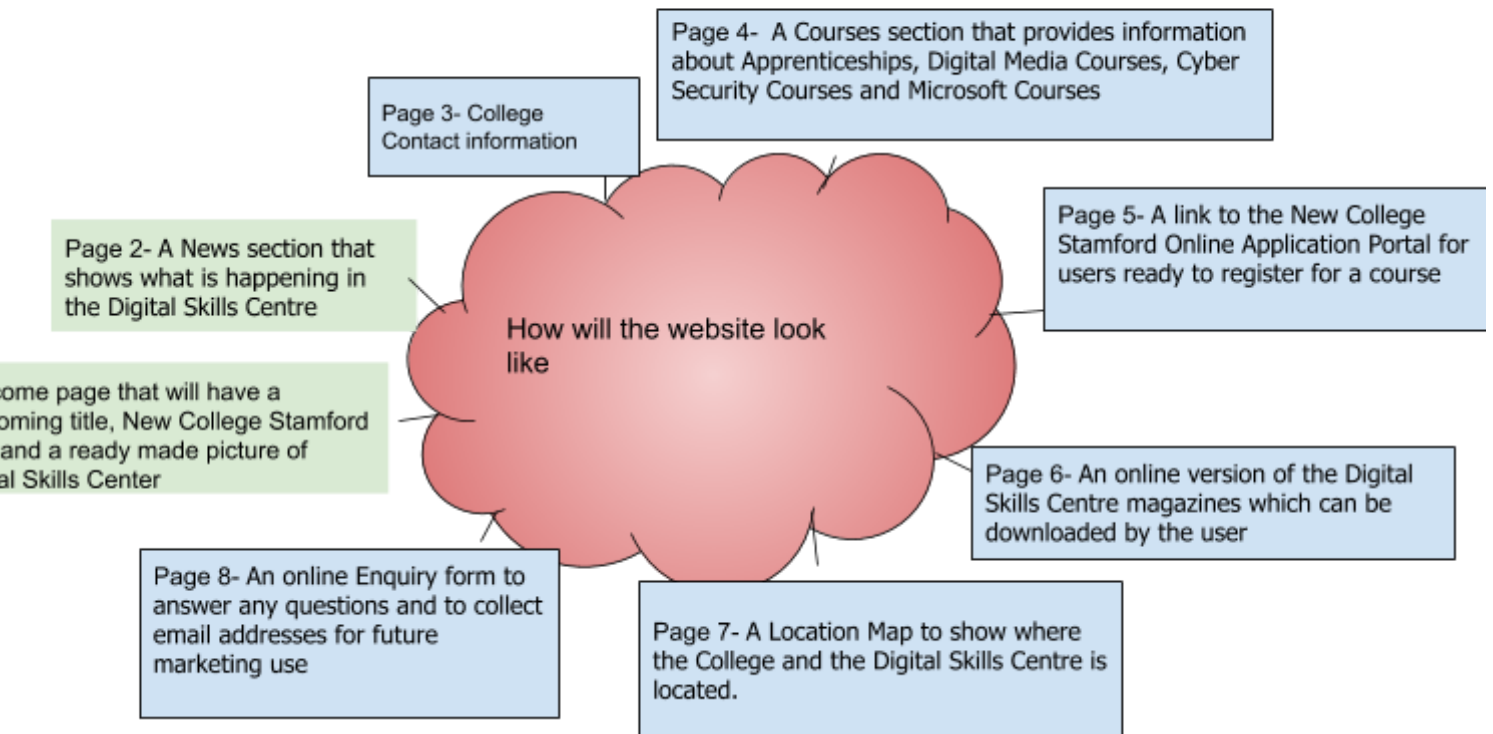 Page 4-  A Courses section that provides information
about Apprenticeships, Digital Media Courses, Cyber
Security Courses and Microsoft Courses
Page 3- College
Contact information
Page 5- A link to the New College
Stamford Online Application Portal for
users ready to register for a course
Page 2- A News section that
shows what is happening in
the Digital Skills Centre
How will the website look
like
page that will have a
title, New College Stamford
and a ready made picture of
Skills Center
Page 6- An online version of the Digital
Skills Centre magazines which can be
downloaded by the user
Page 8- An online Enquiry form to
answer any questions and to collect
email addresses for future
marketing use
Page 7- A Location Map to show where
the College and the Digital Skills Centre is
located.